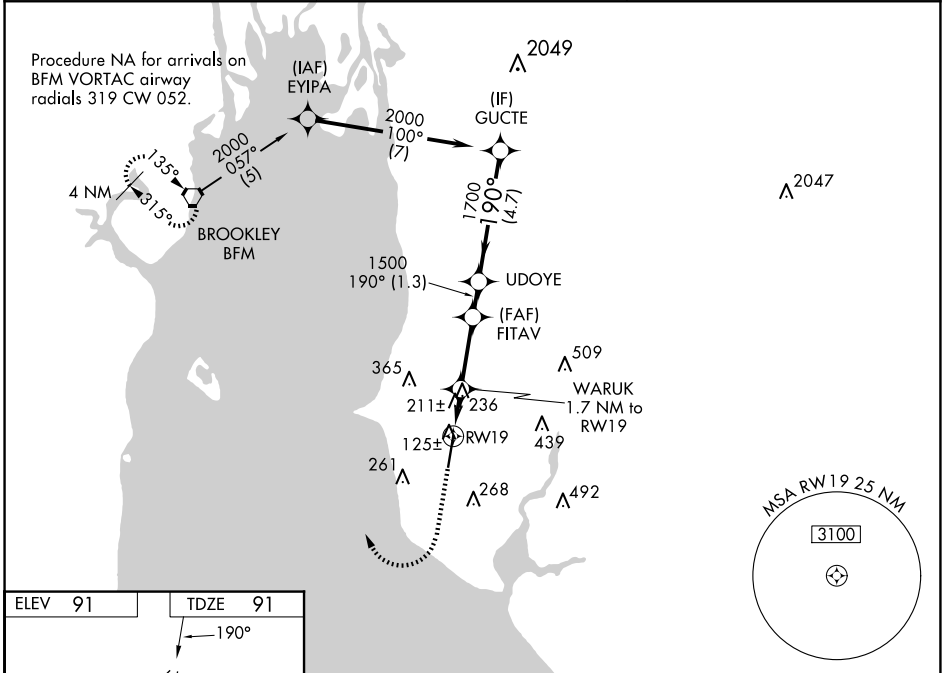 Procedure NA for arrivals on
BFM VORTAC airway
radials 319 CW 052.
(IAF)
EYIPA
2049
(IF)
GUCTE
2000
100°
(7)
2000
057°
(5)
135°
4 NM
315°
BROOKLEY
BFM
2047
1700
190°
(4.7)
1500
190° (1.3)
UDOYE
(FAF)
FITAV
365
509
WARUK
1.7 NM to
RW19
211±
236
125±
RW19
439
261
268
492
MSA RW19 25 NM
3100
ELEV 91
TDZE 91
190°